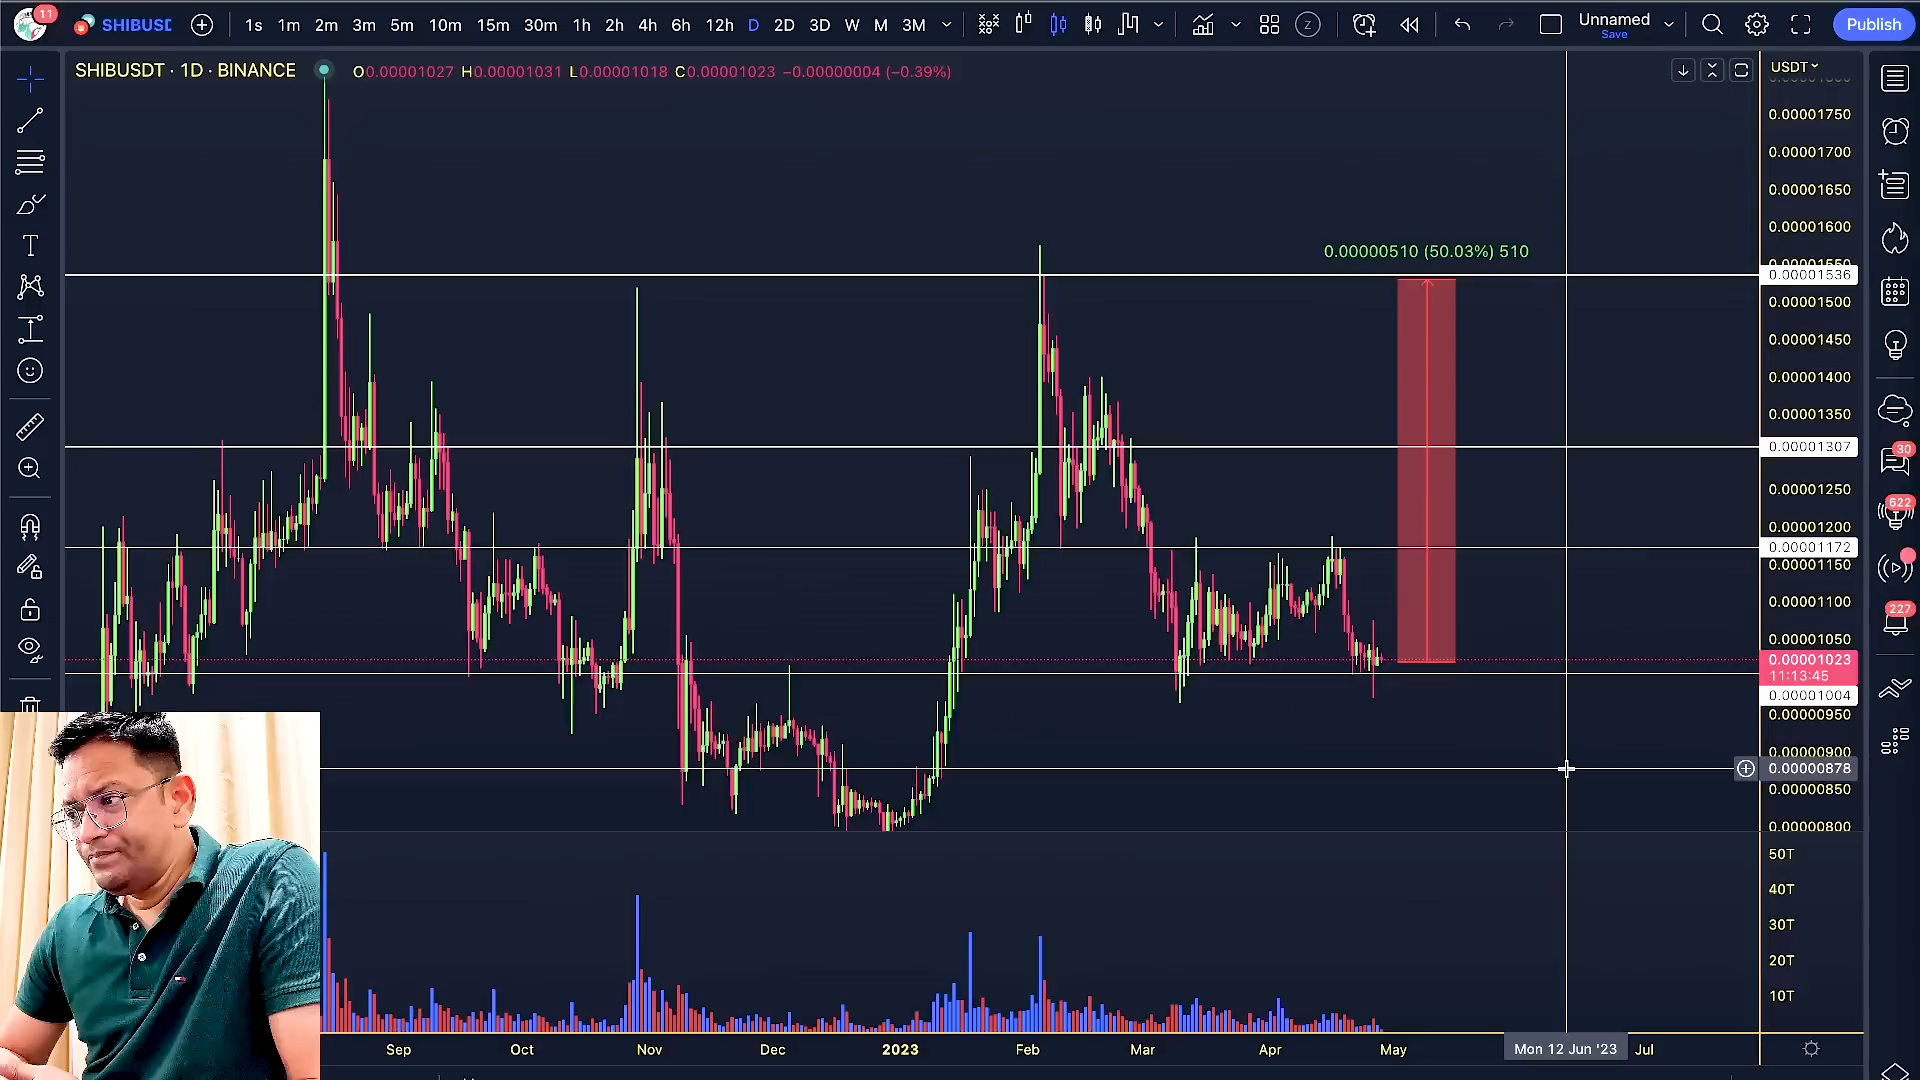 11
SHIBUSD
1s 1m 2m 3m 5m 10m 15m 30m 1h 2h 4h 6h 12h D 2D 3D W M 3M
Z
Unnamed
Save
Publish
SHIBUSDT · 1D · BINANCE
O0.00001027 H0.00001031 L0.00001018 C0.00001023 −0.00000004 (−0.39%)
USDT
0.00001750
0.00001700
0.00001650
0.00001600
0.00000510 (50.03%) 510
0.00001536
0.00001500
0.00001450
0.00001400
0.00001350
0.00001307
0.00001250
0.00001200
0.00001172
0.00001150
0.00001100
0.00001050
0.00001023
11:13:45
0.00001004
0.00000950
0.00000900
0.00000878
0.00000850
0.00000800
50T
40T
30T
20T
10T
Sep Oct Nov Dec 2023 Feb Mar Apr May Mon 12 Jun '23 Jul
30
622
227